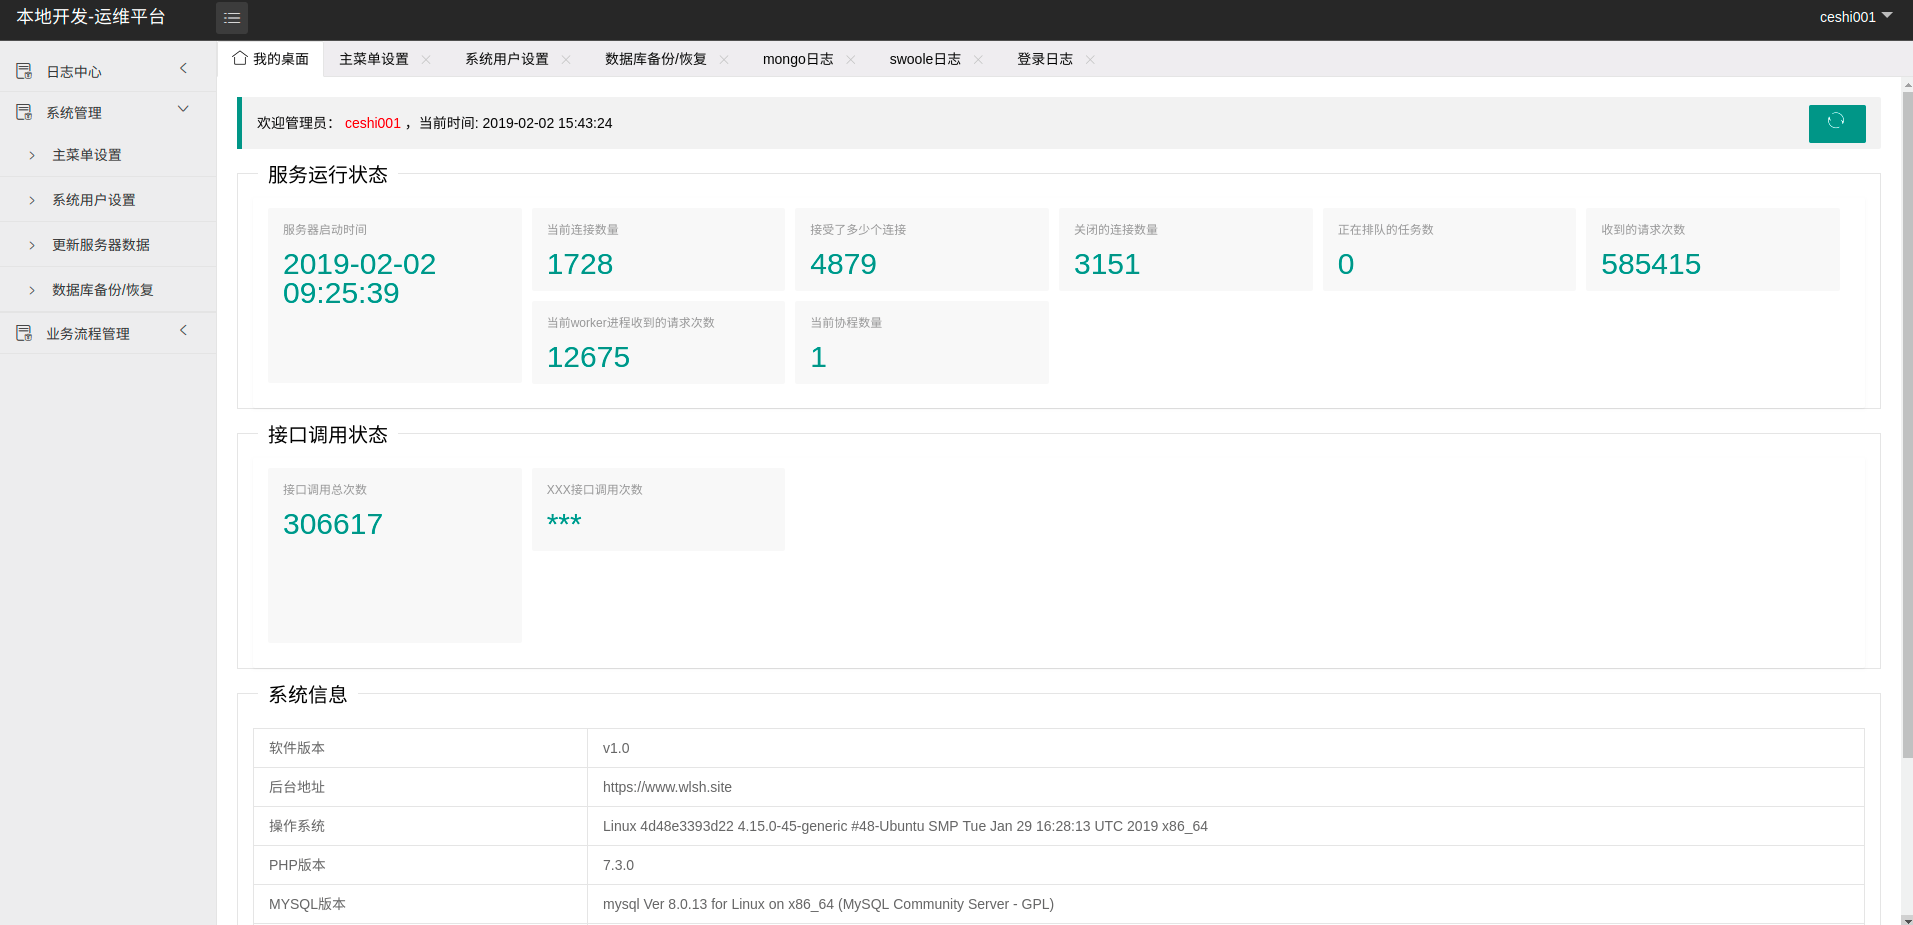 本地开发-运维平台
ceshi001
我的桌面 主菜单设置 系统用户设置 数据库备份/恢复 mongo日志 swoole日志 登录日志
日志中心
系统管理
主菜单设置
系统用户设置
更新服务器数据
数据库备份/恢复
业务流程管理
欢迎管理员： ceshi001 ，当前时间: 2019-02-02 15:43:24
服务运行状态
服务器启动时间
2019-02-02
09:25:39
当前连接数量
1728
接受了多少个连接
4879
关闭的连接数量
3151
正在排队的任务数
0
收到的请求次数
585415
当前worker进程收到的请求次数
12675
当前协程数量
1
接口调用状态
接口调用总次数
306617
XXX接口调用次数
***
系统信息
软件版本 v1.0
后台地址 https://www.wlsh.site
操作系统 Linux 4d48e3393d22 4.15.0-45-generic #48-Ubuntu SMP Tue Jan 29 16:28:13 UTC 2019 x86_64
PHP版本 7.3.0
MYSQL版本 mysql Ver 8.0.13 for Linux on x86_64 (MySQL Community Server - GPL)